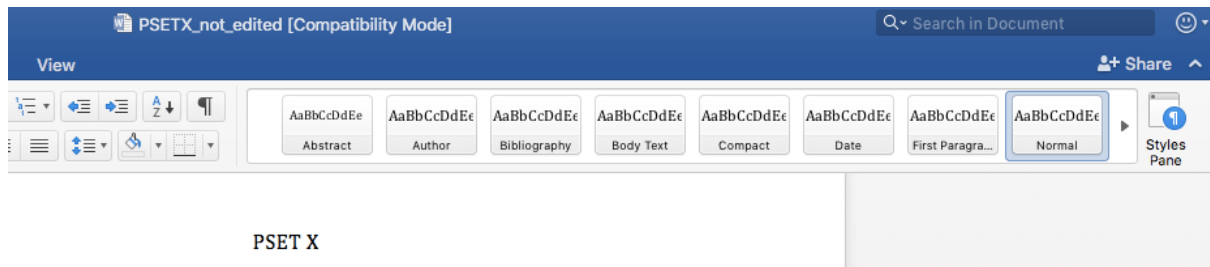 PSETX_not_edited [Compatibility Mode]
Search in Document
View
Share
AaBbCcDdEe AaBbCcDdEe AaBbCcDdEe AaBbCcDdEe AaBbCcDdEe AaBbCcDdEe AaBbCcDdEe AaBbCcDdEe
Abstract Author Bibliography Body Text Compact Date First Paragra... Normal
Styles
Pane
PSET X